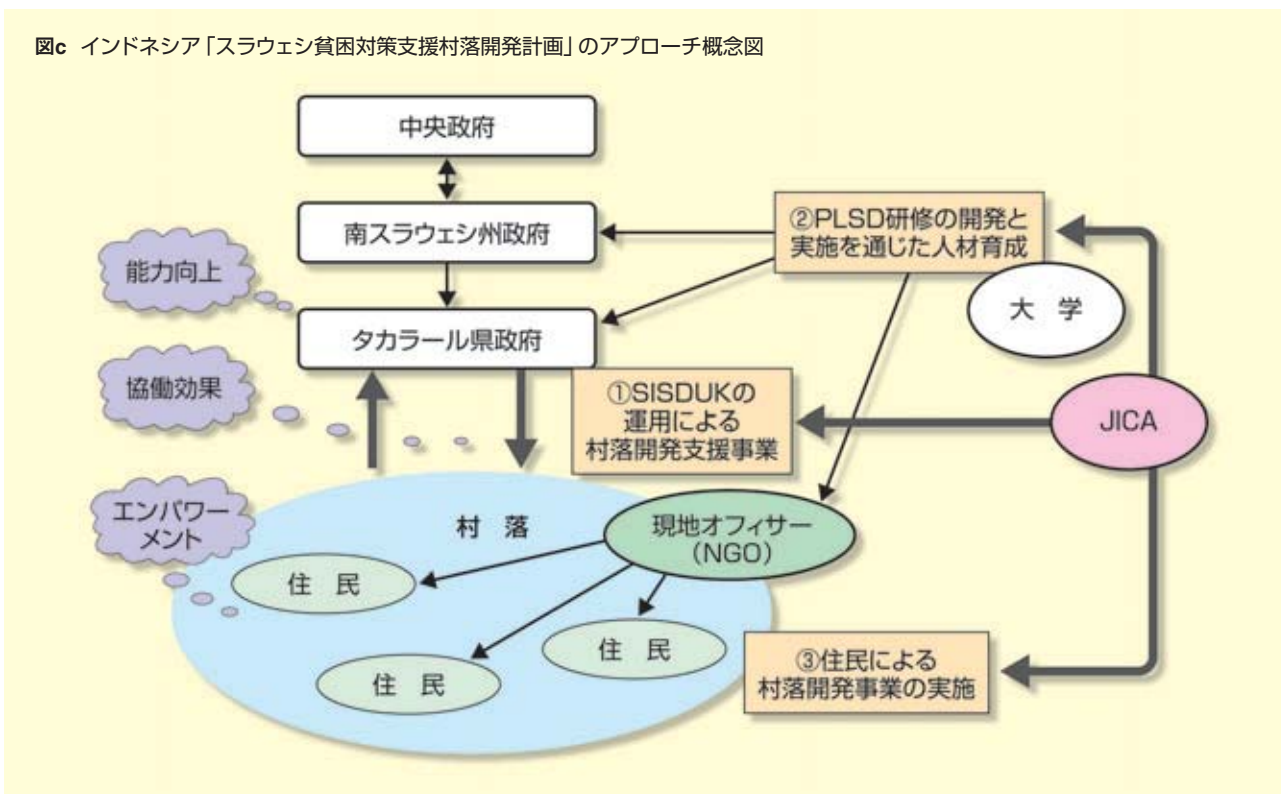 図c インドネシア「スラウェシ貧困対策支援村落開発計画」のアプローチ概念図
中央政府
南スラウェシ州政府
②PLSD研修の開発と
実施を通じた人材育成
能力向上
大 学
タカラール県政府
協働効果
①SISDUKの
運用による
村落開発支援事業
JICA
エンパワー
メント
村 落
現地オフィサー
（NGO）
住 民
住 民
住 民
③住民による
村落開発事業の実施